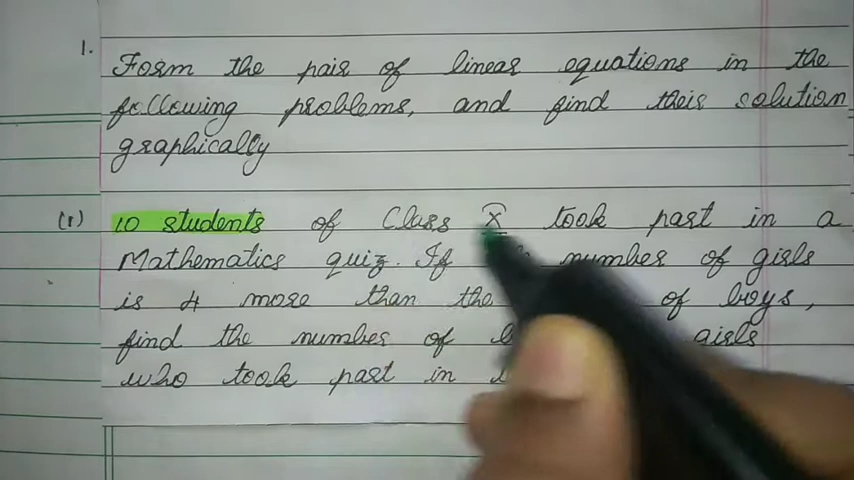 1. Form the pair of linear equations in the
following problems, and find their solution
graphically
(i) 10 students of Class X took part in a
Mathematics quiz. If number of girls
is 4 more than the of boys,
find the number of girls
who took part in